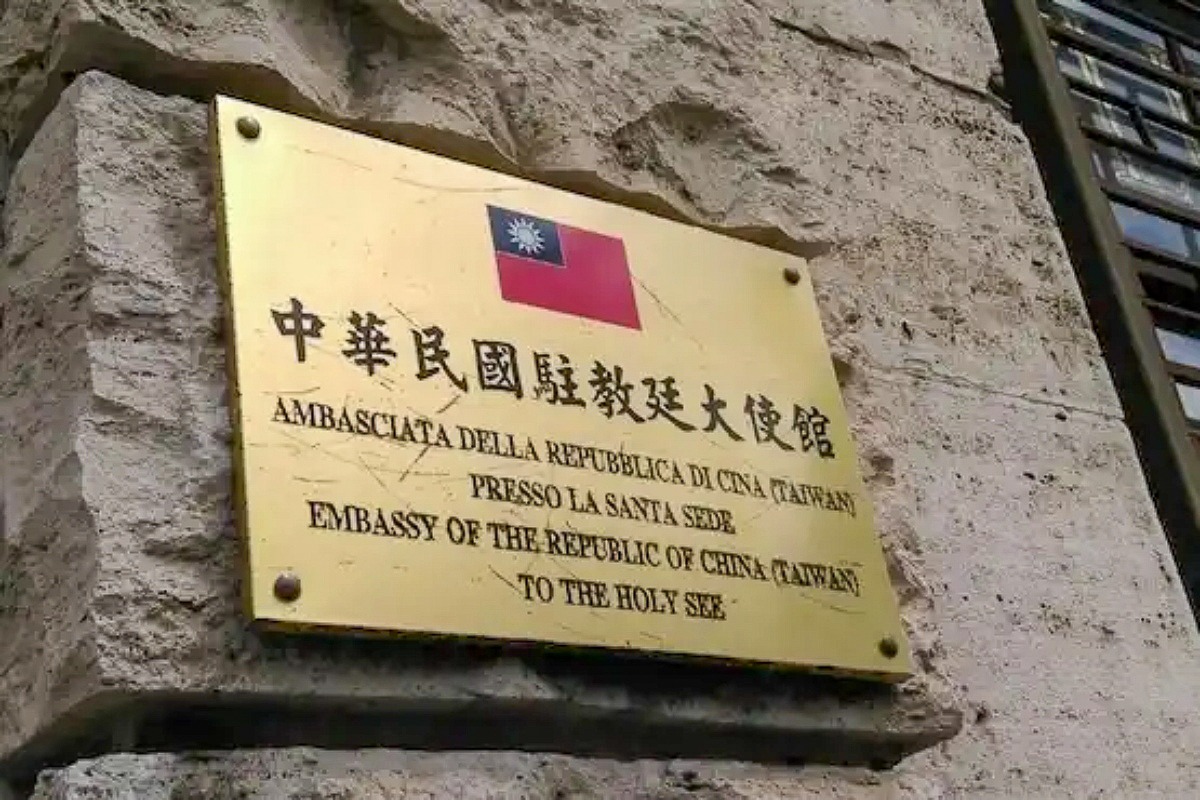 中華民國駐教廷大使館
AMBASCIATA DELLA REPUBBLICA DI CINA (TAIWAN)
PRESSO LA SANTA SEDE
EMBASSY OF THE REPUBLIC OF CHINA (TAIWAN)
TO THE HOLY SEE